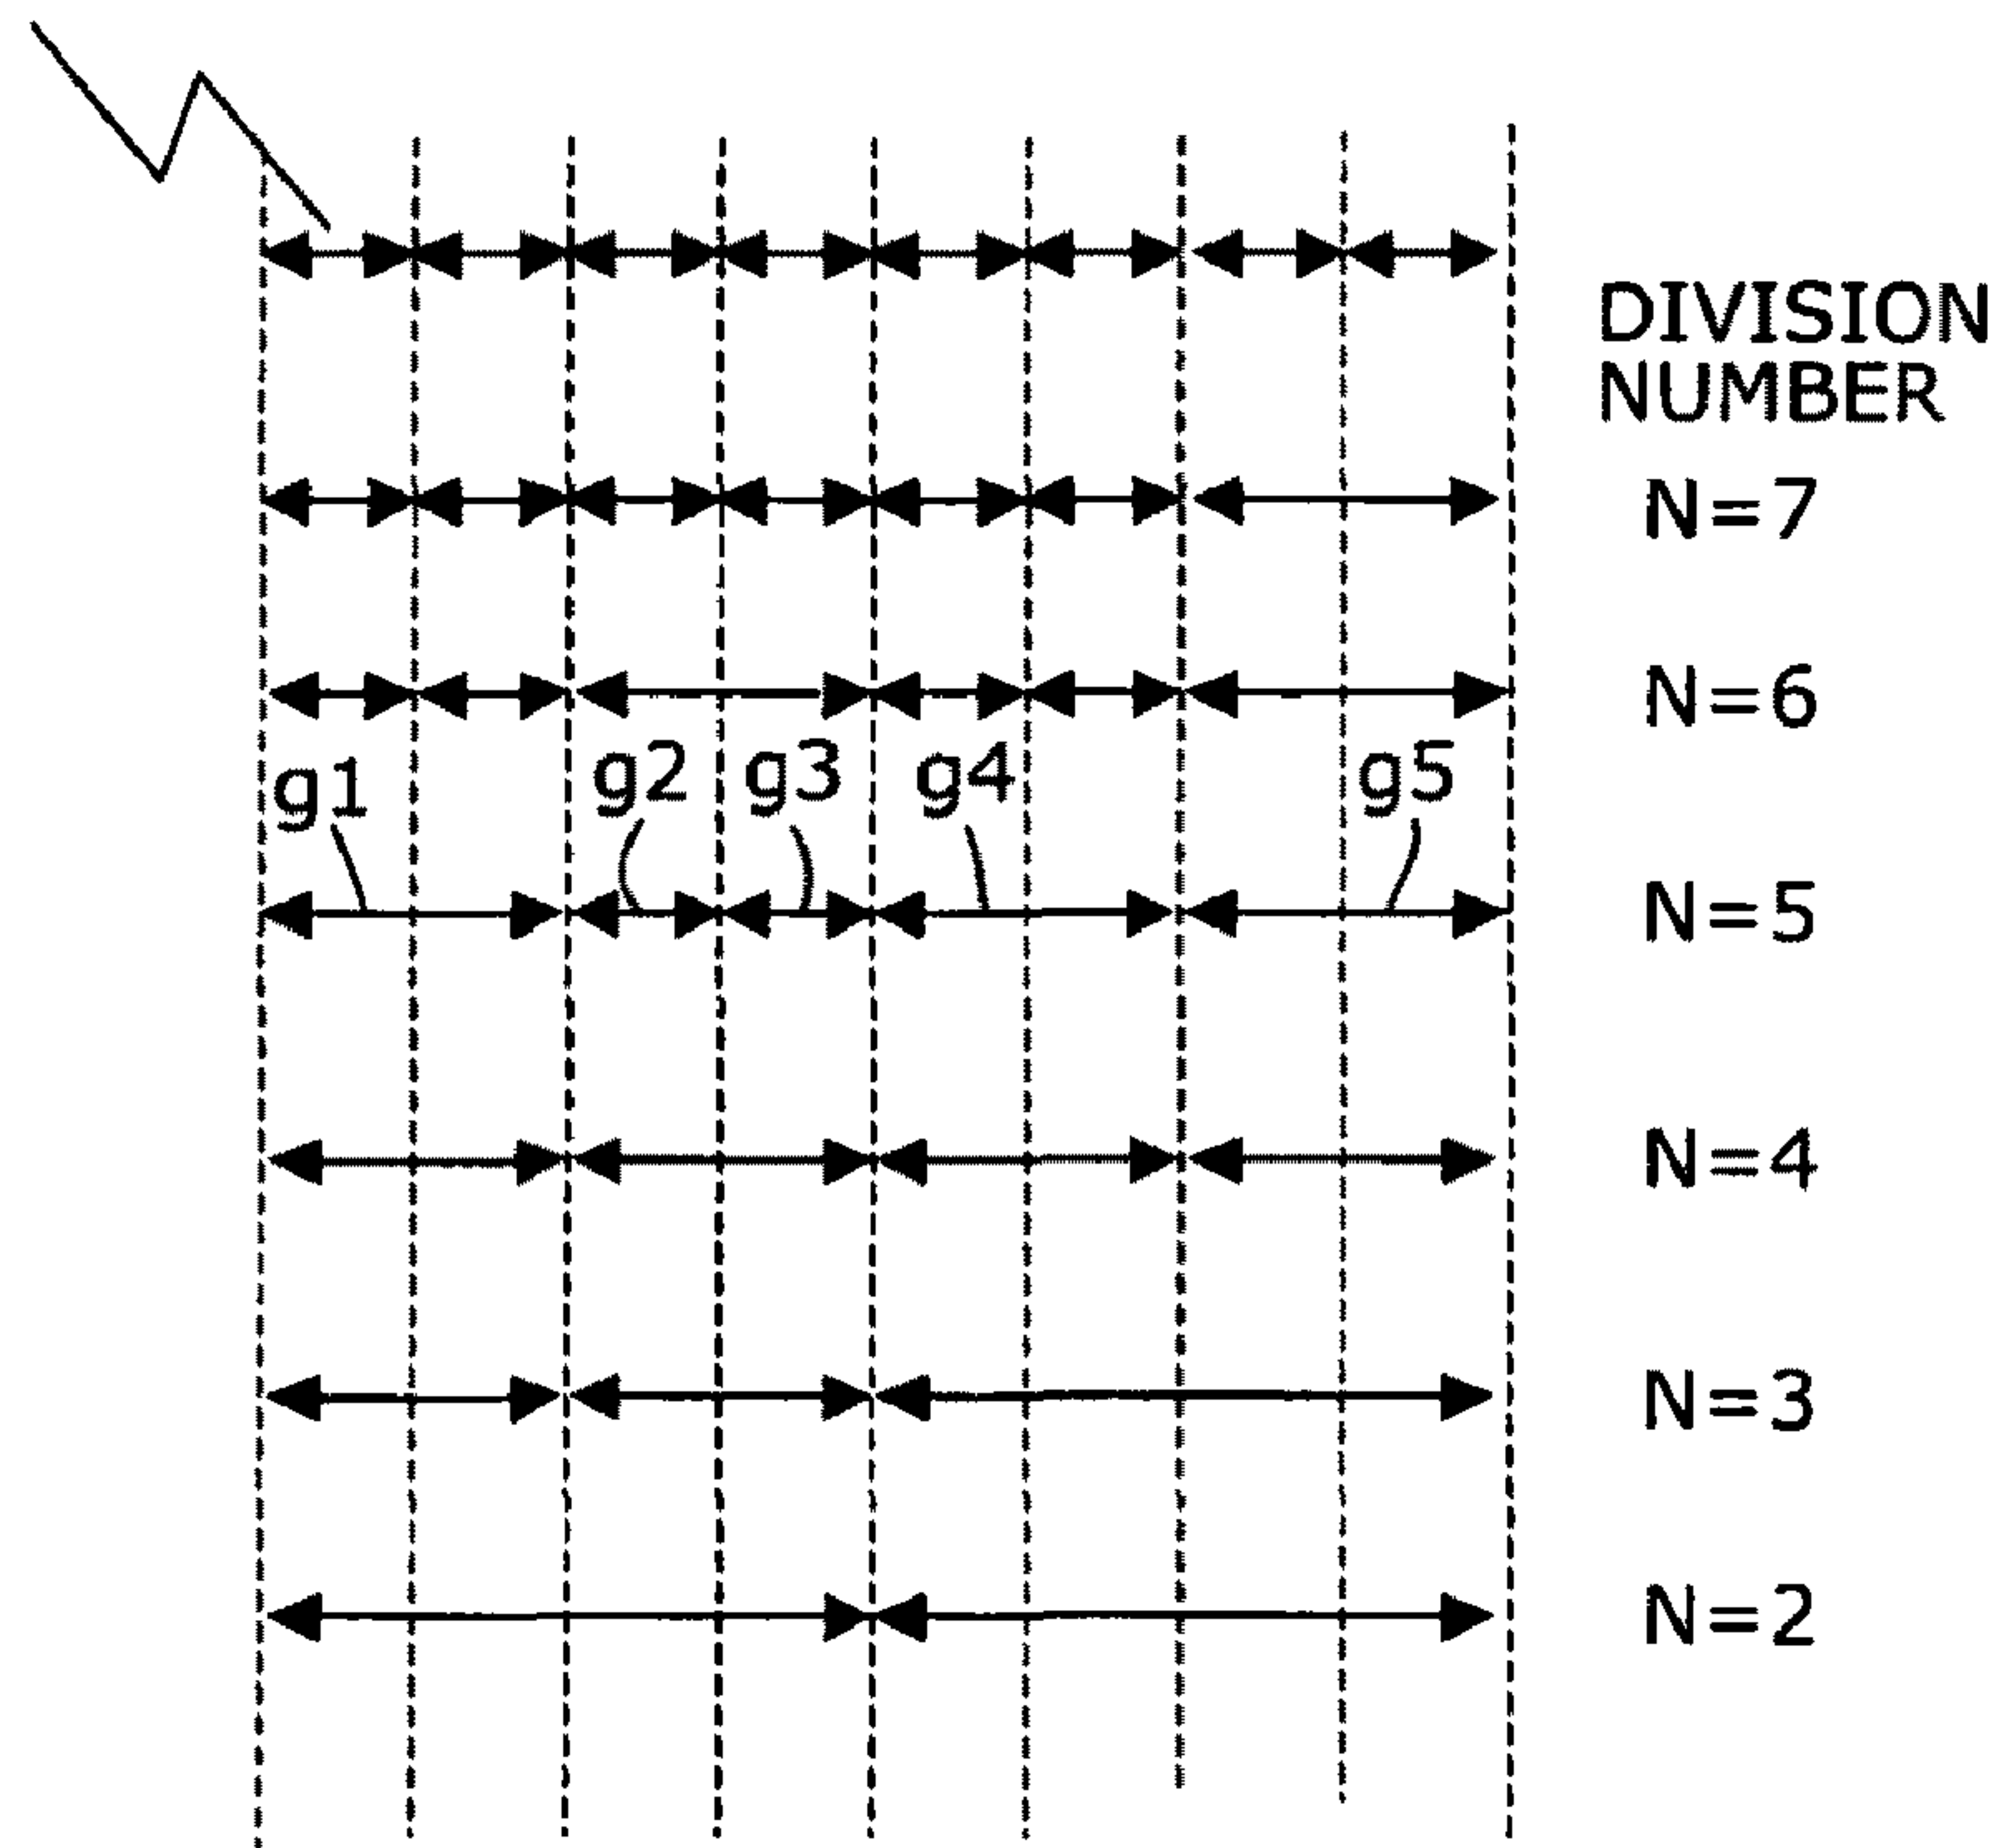 DIVISION
NUMBER
N=7
N=6
g1 g2 g3 g4 g5
N=5
N=4
N=3
N=2